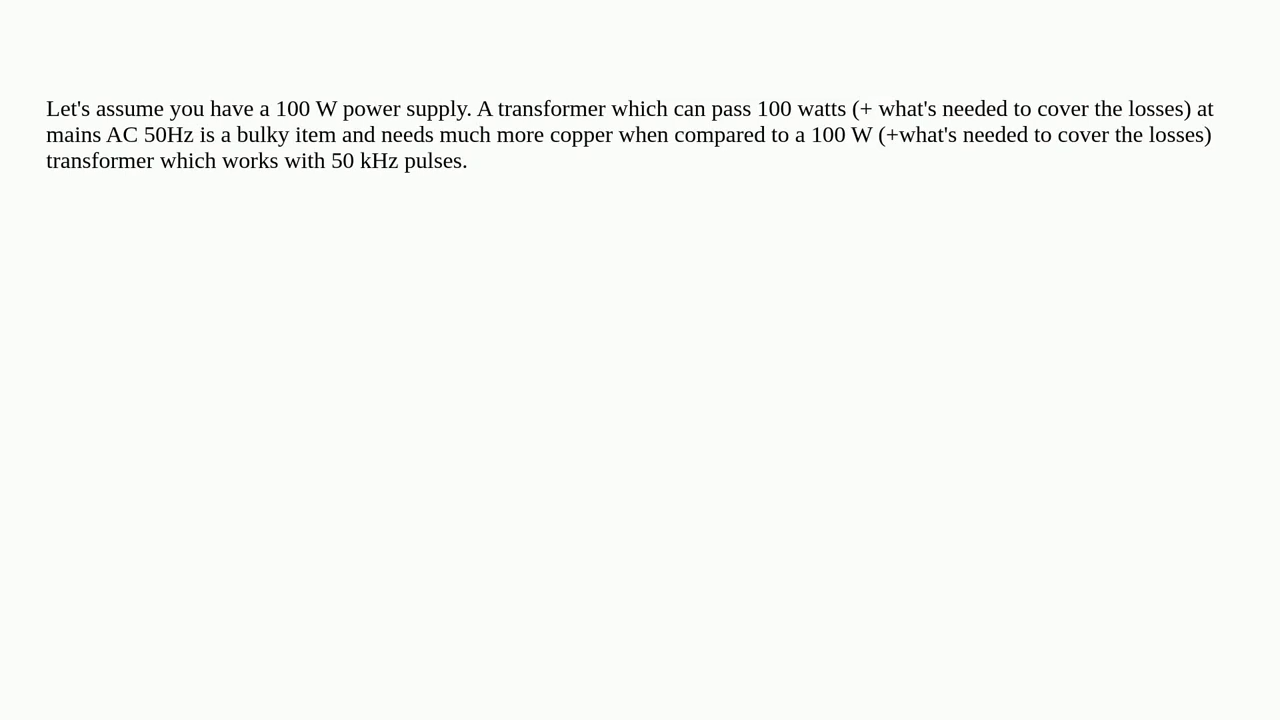 Let's assume you have a 100 W power supply. A transformer which can pass 100 watts (+ what's needed to cover the losses) at
mains AC 50Hz is a bulky item and needs much more copper when compared to a 100 W (+what's needed to cover the losses)
transformer which works with 50 kHz pulses.